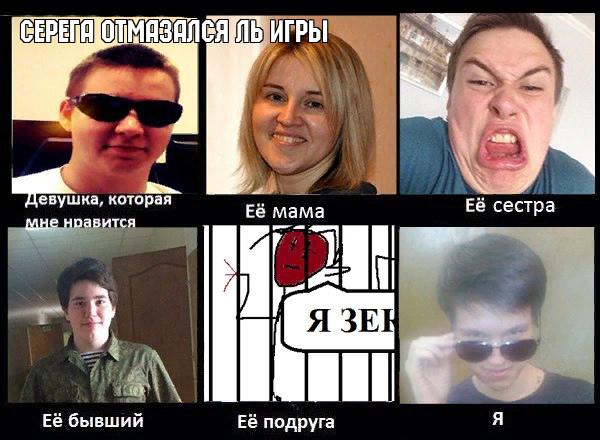 СЕРЕГА ОТМАЗАЛСЯ ЛЬ ИГРЫ
Девушка, которая
мне нравится
Её мама
Её сестра
Я ЗЕК
Её бывший
Её подруга
Я